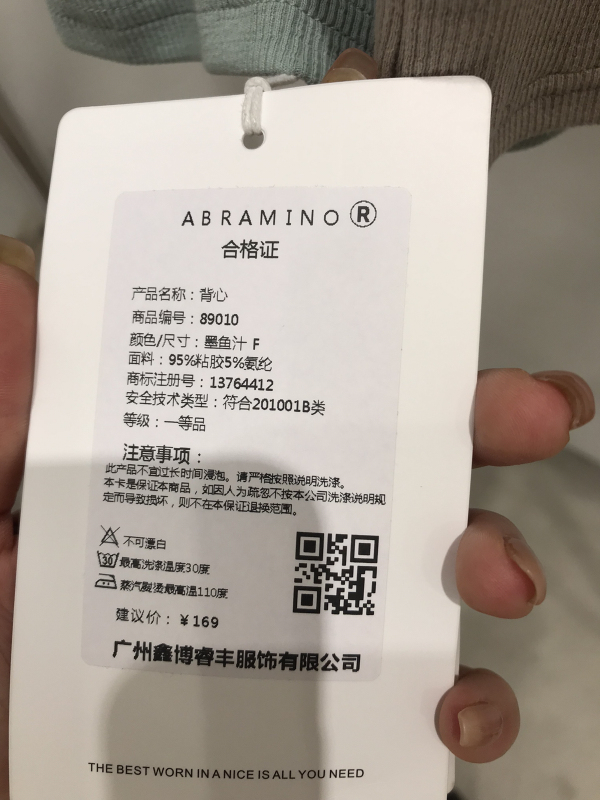 ABRAMINO®
合格证
产品名称：背心
商品编号：89010
颜色/尺寸：墨鱼汁 F
面料：95%粘胶5%氨纶
商标注册号：13764412
安全技术类型：符合201001B类
等级：一等品
注意事项：
此产品不宜过长时间浸泡。请严格按照说明洗涤。
本卡是保证本商品，如因人为疏忽不按本公司洗涤说明规
定而导致损坏，则不在本保证退换范围。
不可漂白
30 最高洗涤温度30度
蒸汽熨烫最高温110度
建议价：￥169
广州鑫博睿丰服饰有限公司
THE BEST WORN IN A NICE IS ALL YOU NEED